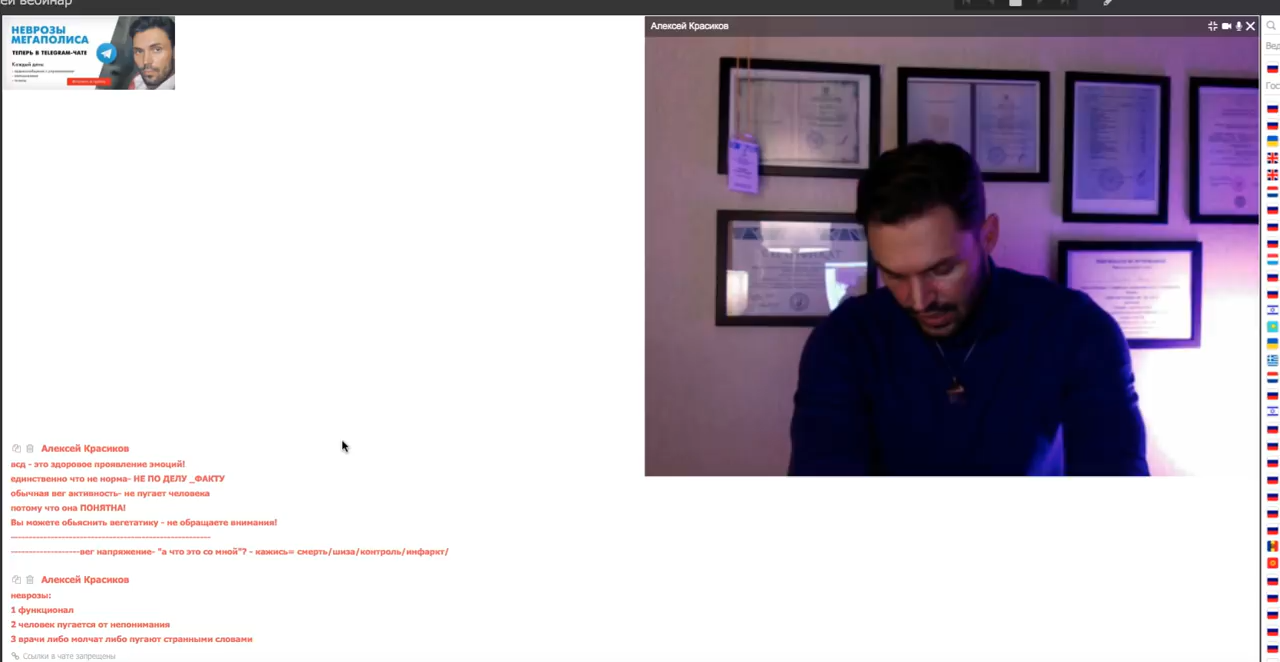 ей вебинар
НЕВРОЗЫ
МЕГАПОЛИСА
ТЕПЕРЬ В TELEGRAM-ЧАТЕ
Каждый день:
Алексей Красиков
Вед
Гос
Алексей Красиков
всд - это здоровое проявление эмоций!
единственно что не норма- НЕ ПО ДЕЛУ _ФАКТУ
обычная вег активность- не пугает человека
потому что она ПОНЯТНА!
Вы можете обьяснить вегетатику - не обращаете внимания!
--------------------------------------------------------
---------------------вег напряжение- "а что это со мной"? - кажись= смерть/шиза/контроль/инфаркт/
Алексей Красиков
неврозы:
1 функционал
2 человек пугается от непонимания
3 врачи либо молчат либо пугают странными словами
Ссылки в чате запрещены